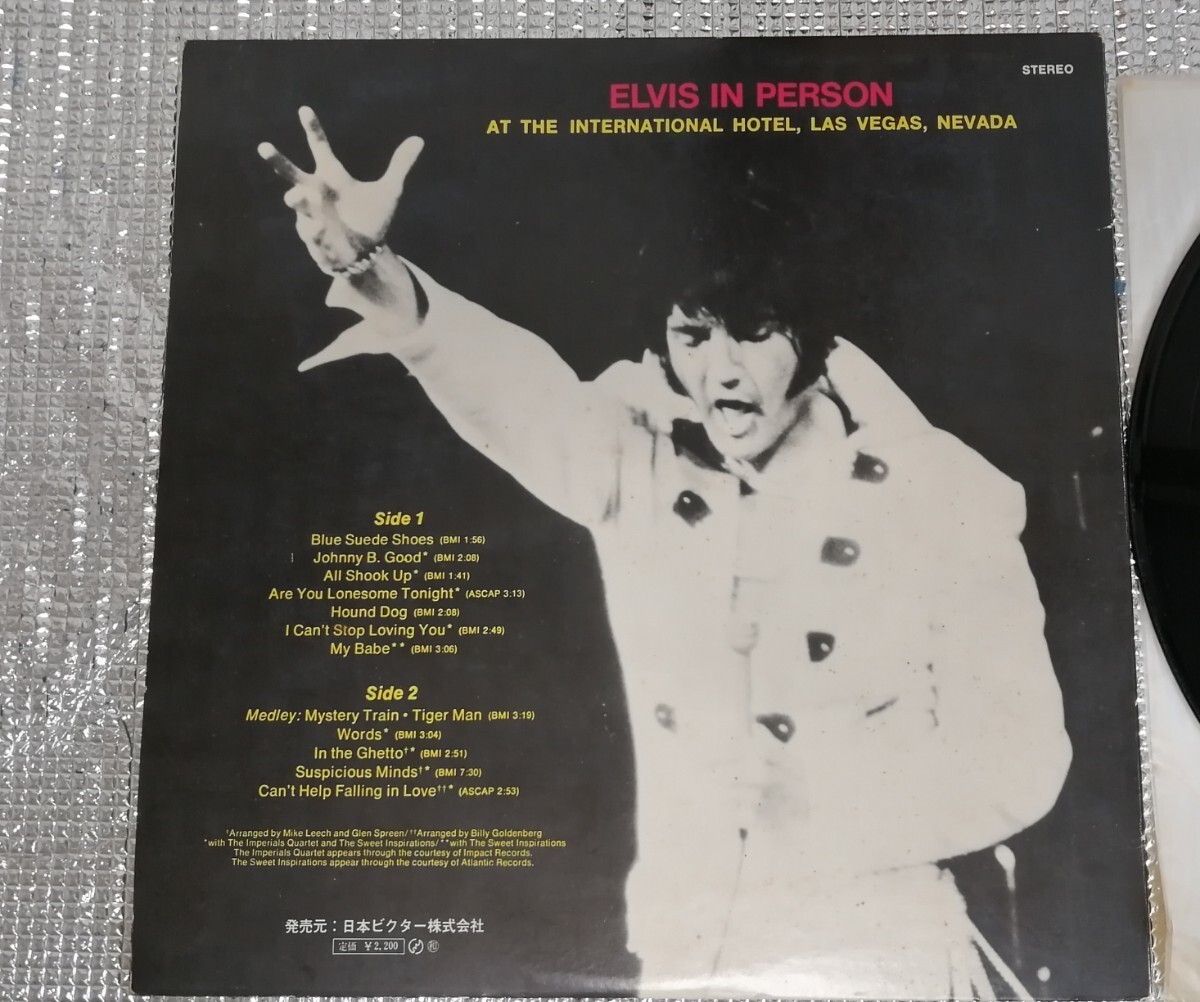 STEREO
ELVIS IN PERSON
AT THE INTERNATIONAL HOTEL, LAS VEGAS, NEVADA
Side 1
Blue Suede Shoes (BMI 1:56)
Johnny B. Good* (BMI 2:08)
All Shook Up* (BMI 1:41)
Are You Lonesome Tonight* (ASCAP 3:13)
Hound Dog (BMI 2:08)
I Can't Stop Loving You* (BMI 2:49)
My Babe** (BMI 3:06)
Side 2
Medley: Mystery Train • Tiger Man (BMI 3:19)
Words* (BMI 3:04)
In the Ghetto†* (BMI 2:51)
Suspicious Minds†* (BMI 7:30)
Can't Help Falling in Love††* (ASCAP 2:53)
†Arranged by Mike Leech and Glen Spreen/††Arranged by Billy Goldenberg
*with The Imperials Quartet and The Sweet Inspirations/**with The Sweet Inspirations
The Imperials Quartet appears through the courtesy of Impact Records.
The Sweet Inspirations appear through the courtesy of Atlantic Records.
発売元：日本ビクター株式会社
定価 ¥2,200